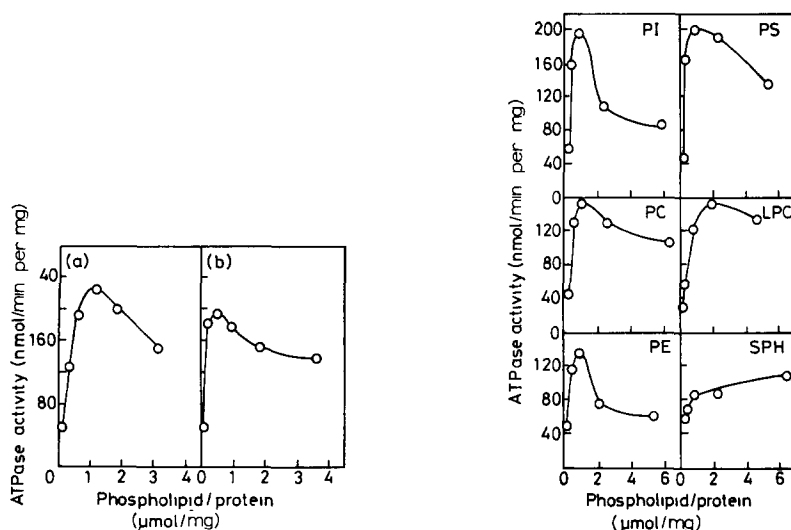 (a) (b)
40
160
80
0
0 1 2 3 4 0 1 2 3 4
ATPase activity (nmol/min per mg)
Phospholipid/protein
(μmol/mg)
200 PI PS
160
120
80
40
0 PC LPC
120
80
40
0 PE SPH
120
80
40
0 2 4 6 0 2 4 6
ATPase activity (nmol/min per mg)
Phospholipid/protein
(μmol/mg)